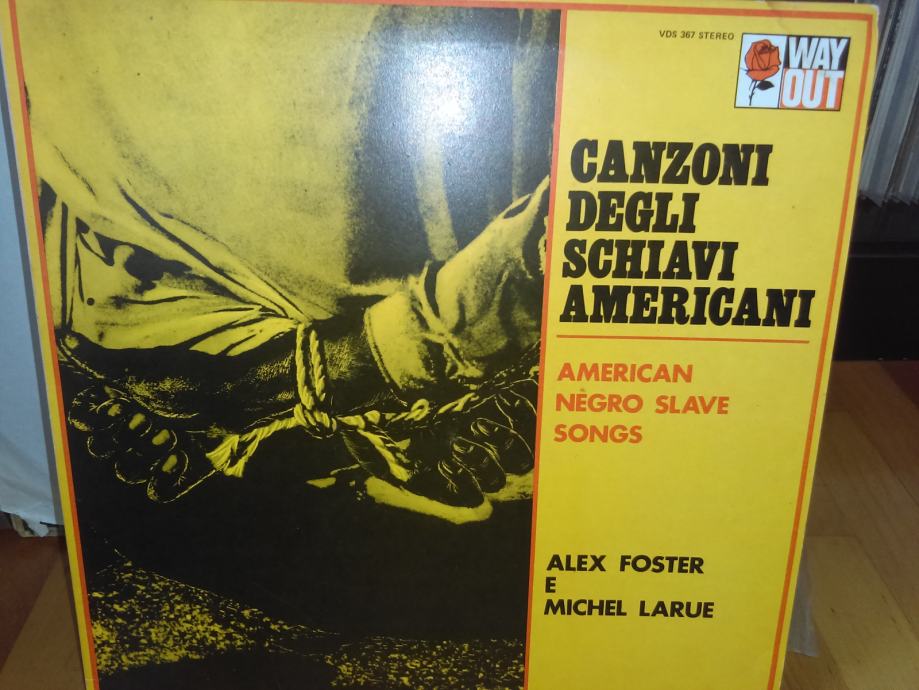 VDS 367 STEREO
WAY
OUT
CANZONI
DEGLI
SCHIAVI
AMERICANI
AMERICAN
NÈGRO SLAVE
SONGS
ALEX FOSTER
E
MICHEL LARUE